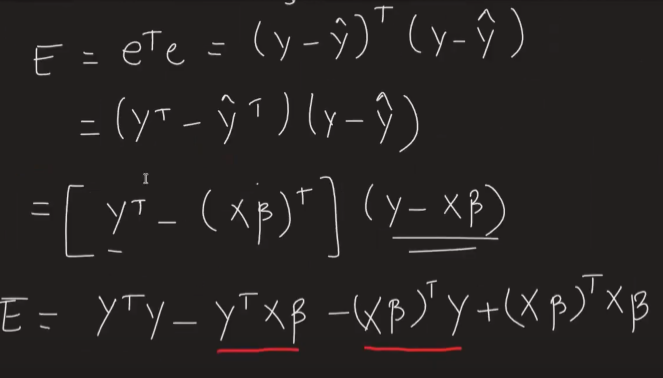 E = eᵀe = (y - ŷ)ᵀ (y - ŷ)
= (yᵀ - ŷᵀ) (y - ŷ)
= [ yᵀ - (Xβ)ᵀ ] (y - Xβ)
E = yᵀy - yᵀXβ - (Xβ)ᵀy + (Xβ)ᵀXβ